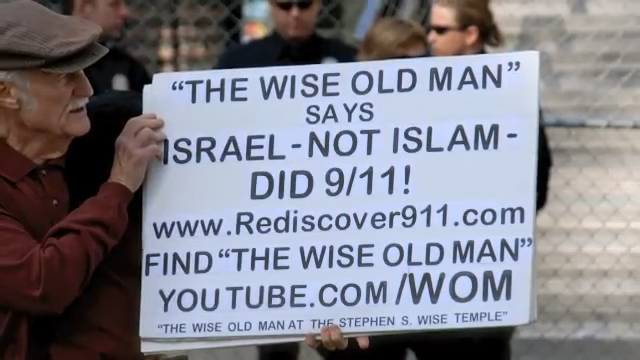 "THE WISE OLD MAN"
SAYS
ISRAEL - NOT ISLAM -
DID 9/11!
www.Rediscover911.com
FIND "THE WISE OLD MAN"
YOUTUBE.COM /WOM
"THE WISE OLD MAN AT THE STEPHEN S. WISE TEMPLE"